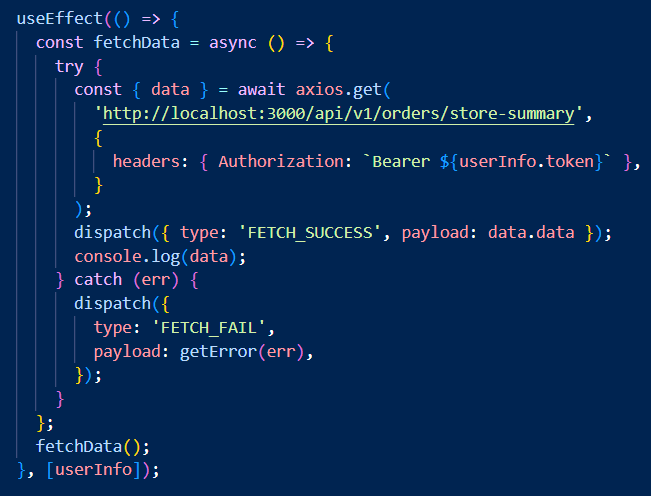 useEffect(() => {
  const fetchData = async () => {
    try {
      const { data } = await axios.get(
        'http://localhost:3000/api/v1/orders/store-summary',
        {
          headers: { Authorization: `Bearer ${userInfo.token}` },
        }
      );
      dispatch({ type: 'FETCH_SUCCESS', payload: data.data });
      console.log(data);
    } catch (err) {
      dispatch({
        type: 'FETCH_FAIL',
        payload: getError(err),
      });
    }
  };
  fetchData();
}, [userInfo]);